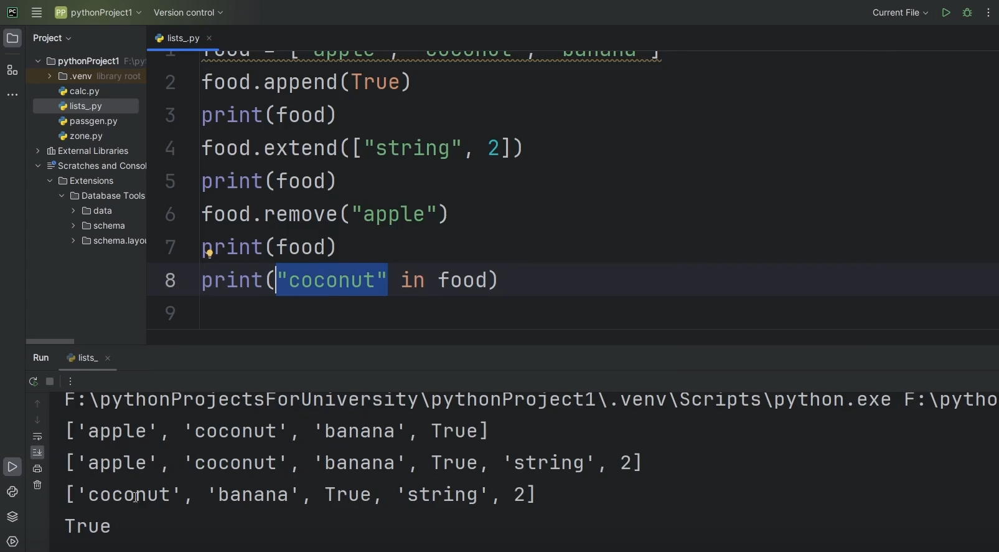 PC
PP pythonProject1
Version control
Current File
Project
lists_.py
pythonProject1 F:\py
.venv library root
calc.py
lists_.py
passgen.py
zone.py
External Libraries
Scratches and Consol
Extensions
Database Tools
data
schema
schema.layou
1 food = ["apple", "coconut", "banana"]
2 food.append(True)
3 print(food)
4 food.extend(["string", 2])
5 print(food)
6 food.remove("apple")
7 print(food)
8 print("coconut" in food)
9
Run lists_
F:\pythonProjectsForUniversity\pythonProject1\.venv\Scripts\python.exe F:\pytho
['apple', 'coconut', 'banana', True]
['apple', 'coconut', 'banana', True, 'string', 2]
['coconut', 'banana', True, 'string', 2]
True